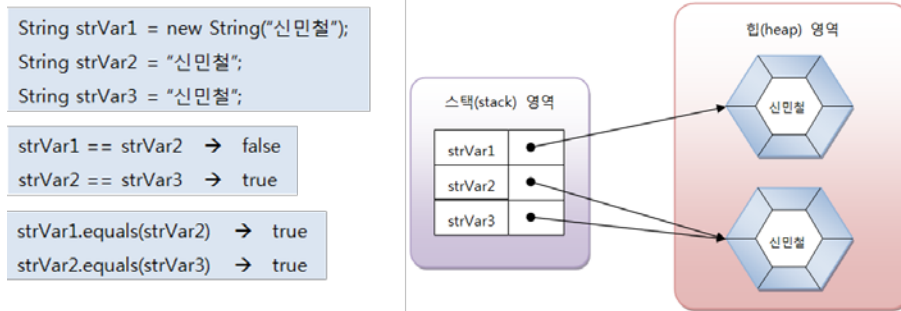 String strVar1 = new String("신민철");
String strVar2 = "신민철";
String strVar3 = "신민철";
strVar1 == strVar2 → false
strVar2 == strVar3 → true
strVar1.equals(strVar2) → true
strVar2.equals(strVar3) → true
스택(stack) 영역
strVar1
strVar2
strVar3
힙(heap) 영역
신민철
신민철